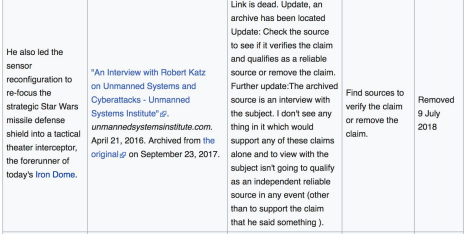 He also led the
sensor
reconfiguration to
re-focus the
strategic Star Wars
missile defense
shield into a tactical
theater interceptor,
the forerunner of
today's Iron Dome.
"An Interview with Robert Katz
on Unmanned Systems and
Cyberattacks - Unmanned
Systems Institute".
unmannedsystemsinstitute.com.
April 21, 2016. Archived from the
original on September 23, 2017.
Link is dead. Update, an
archive has been located
Update: Check the source
to see if it verifies the claim
and qualifies as a reliable
source or remove the claim.
Further update:The archived
source is an interview with
the subject. I don't see any
thing in it which would
support any of these claims
alone and to view with the
subject isn't going to qualify
as an independent reliable
source in any event (other
than to support the claim
that he said something ).
Find sources to
verify the claim
or remove the
claim.
Removed
9 July
2018